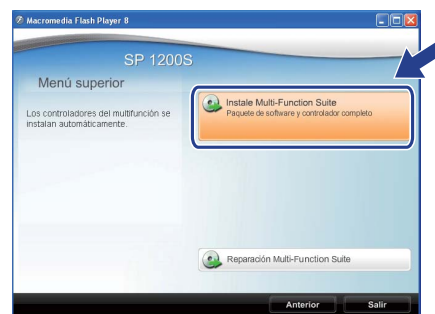 Macromedia Flash Player 8
SP 1200S
Menú superior
Los controladores del multifunción se
instalan automáticamente.
Instale Multi-Function Suite
Paquete de software y controlador completo
Reparación Multi-Function Suite
Anterior
Salir